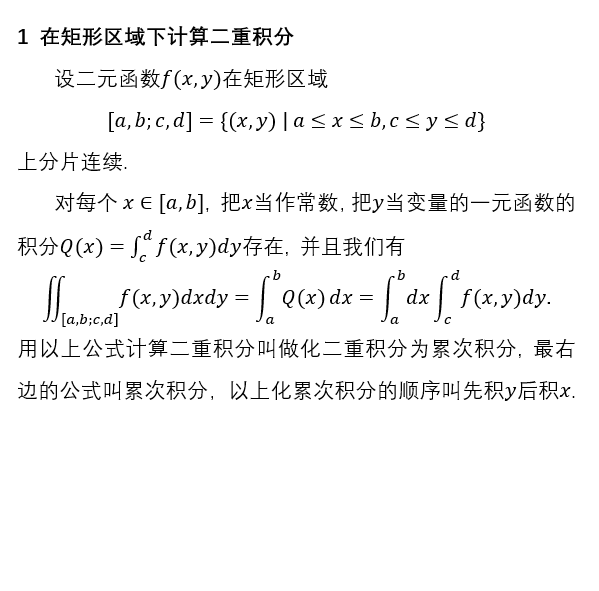 1 在矩形区域下计算二重积分
设二元函数f(x,y)在矩形区域
[a,b;c,d] = {(x,y) | a ≤ x ≤ b, c ≤ y ≤ d}
上分片连续.
对每个 x ∈ [a,b], 把x当作常数, 把y当变量的一元函数的
积分Q(x) = ∫_c^d f(x,y)dy存在, 并且我们有
∬_[a,b;c,d] f(x,y)dxdy = ∫_a^b Q(x) dx = ∫_a^b dx ∫_c^d f(x,y)dy.
用以上公式计算二重积分叫做化二重积分为累次积分, 最右
边的公式叫累次积分, 以上化累次积分的顺序叫先积y后积x.